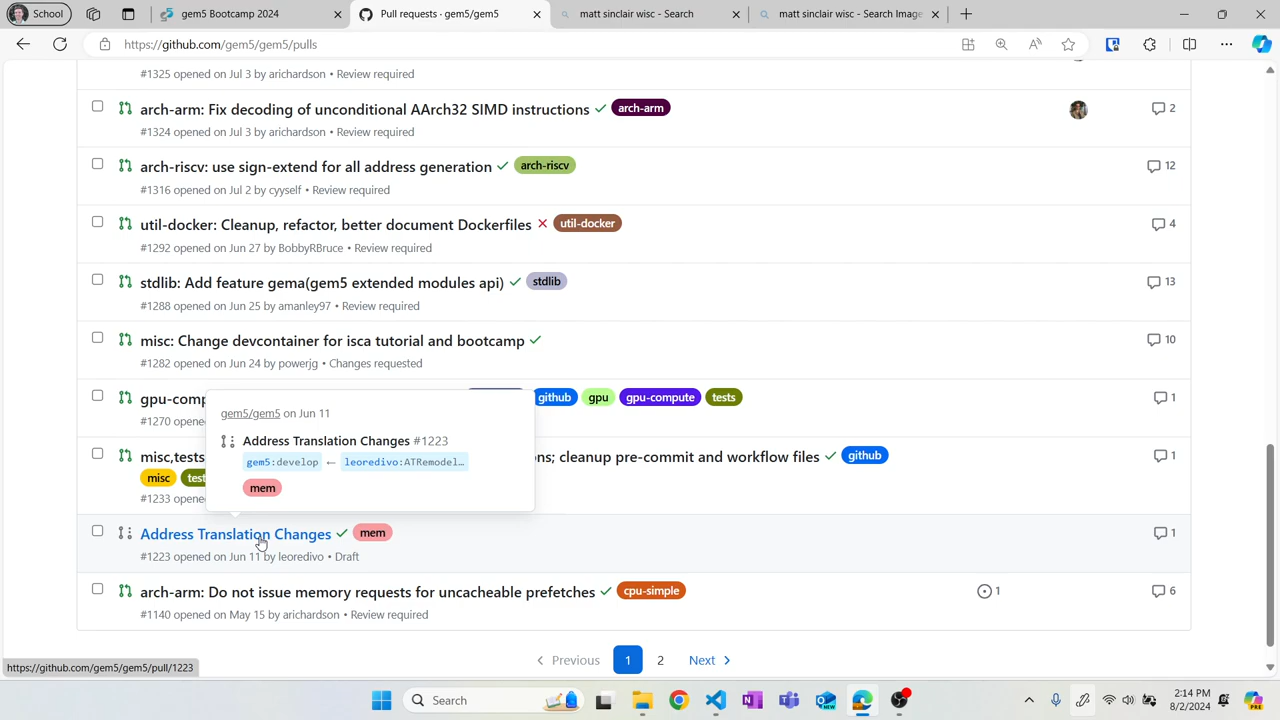 School
gem5 Bootcamp 2024
Pull requests · gem5/gem5
matt sinclair wisc - Search
matt sinclair wisc - Search Image
https://github.com/gem5/gem5/pulls
#1325 opened on Jul 3 by arichardson • Review required
arch-arm: Fix decoding of unconditional AArch32 SIMD instructions
arch-arm
2
#1324 opened on Jul 3 by arichardson • Review required
arch-riscv: use sign-extend for all address generation
arch-riscv
12
#1316 opened on Jul 2 by cyyself • Review required
util-docker: Cleanup, refactor, better document Dockerfiles
util-docker
4
#1292 opened on Jun 27 by BobbyRBruce • Review required
stdlib: Add feature gema(gem5 extended modules api)
stdlib
13
#1288 opened on Jun 25 by amanley97 • Review required
misc: Change devcontainer for isca tutorial and bootcamp
10
#1282 opened on Jun 24 by powerjg • Changes requested
gpu-comp
github
gpu
gpu-compute
tests
1
#1270 opene
gem5/gem5 on Jun 11
Address Translation Changes #1223
gem5:develop ← leoredivo:ATRemodel…
mem
misc,tests
ns; cleanup pre-commit and workflow files
github
1
misc
test
#1233 opene
Address Translation Changes
mem
1
#1223 opened on Jun 11 by leoredivo • Draft
arch-arm: Do not issue memory requests for uncacheable prefetches
cpu-simple
1
6
#1140 opened on May 15 by arichardson • Review required
Previous
1
2
Next
https://github.com/gem5/gem5/pull/1223
Search
2:14 PM
8/2/2024